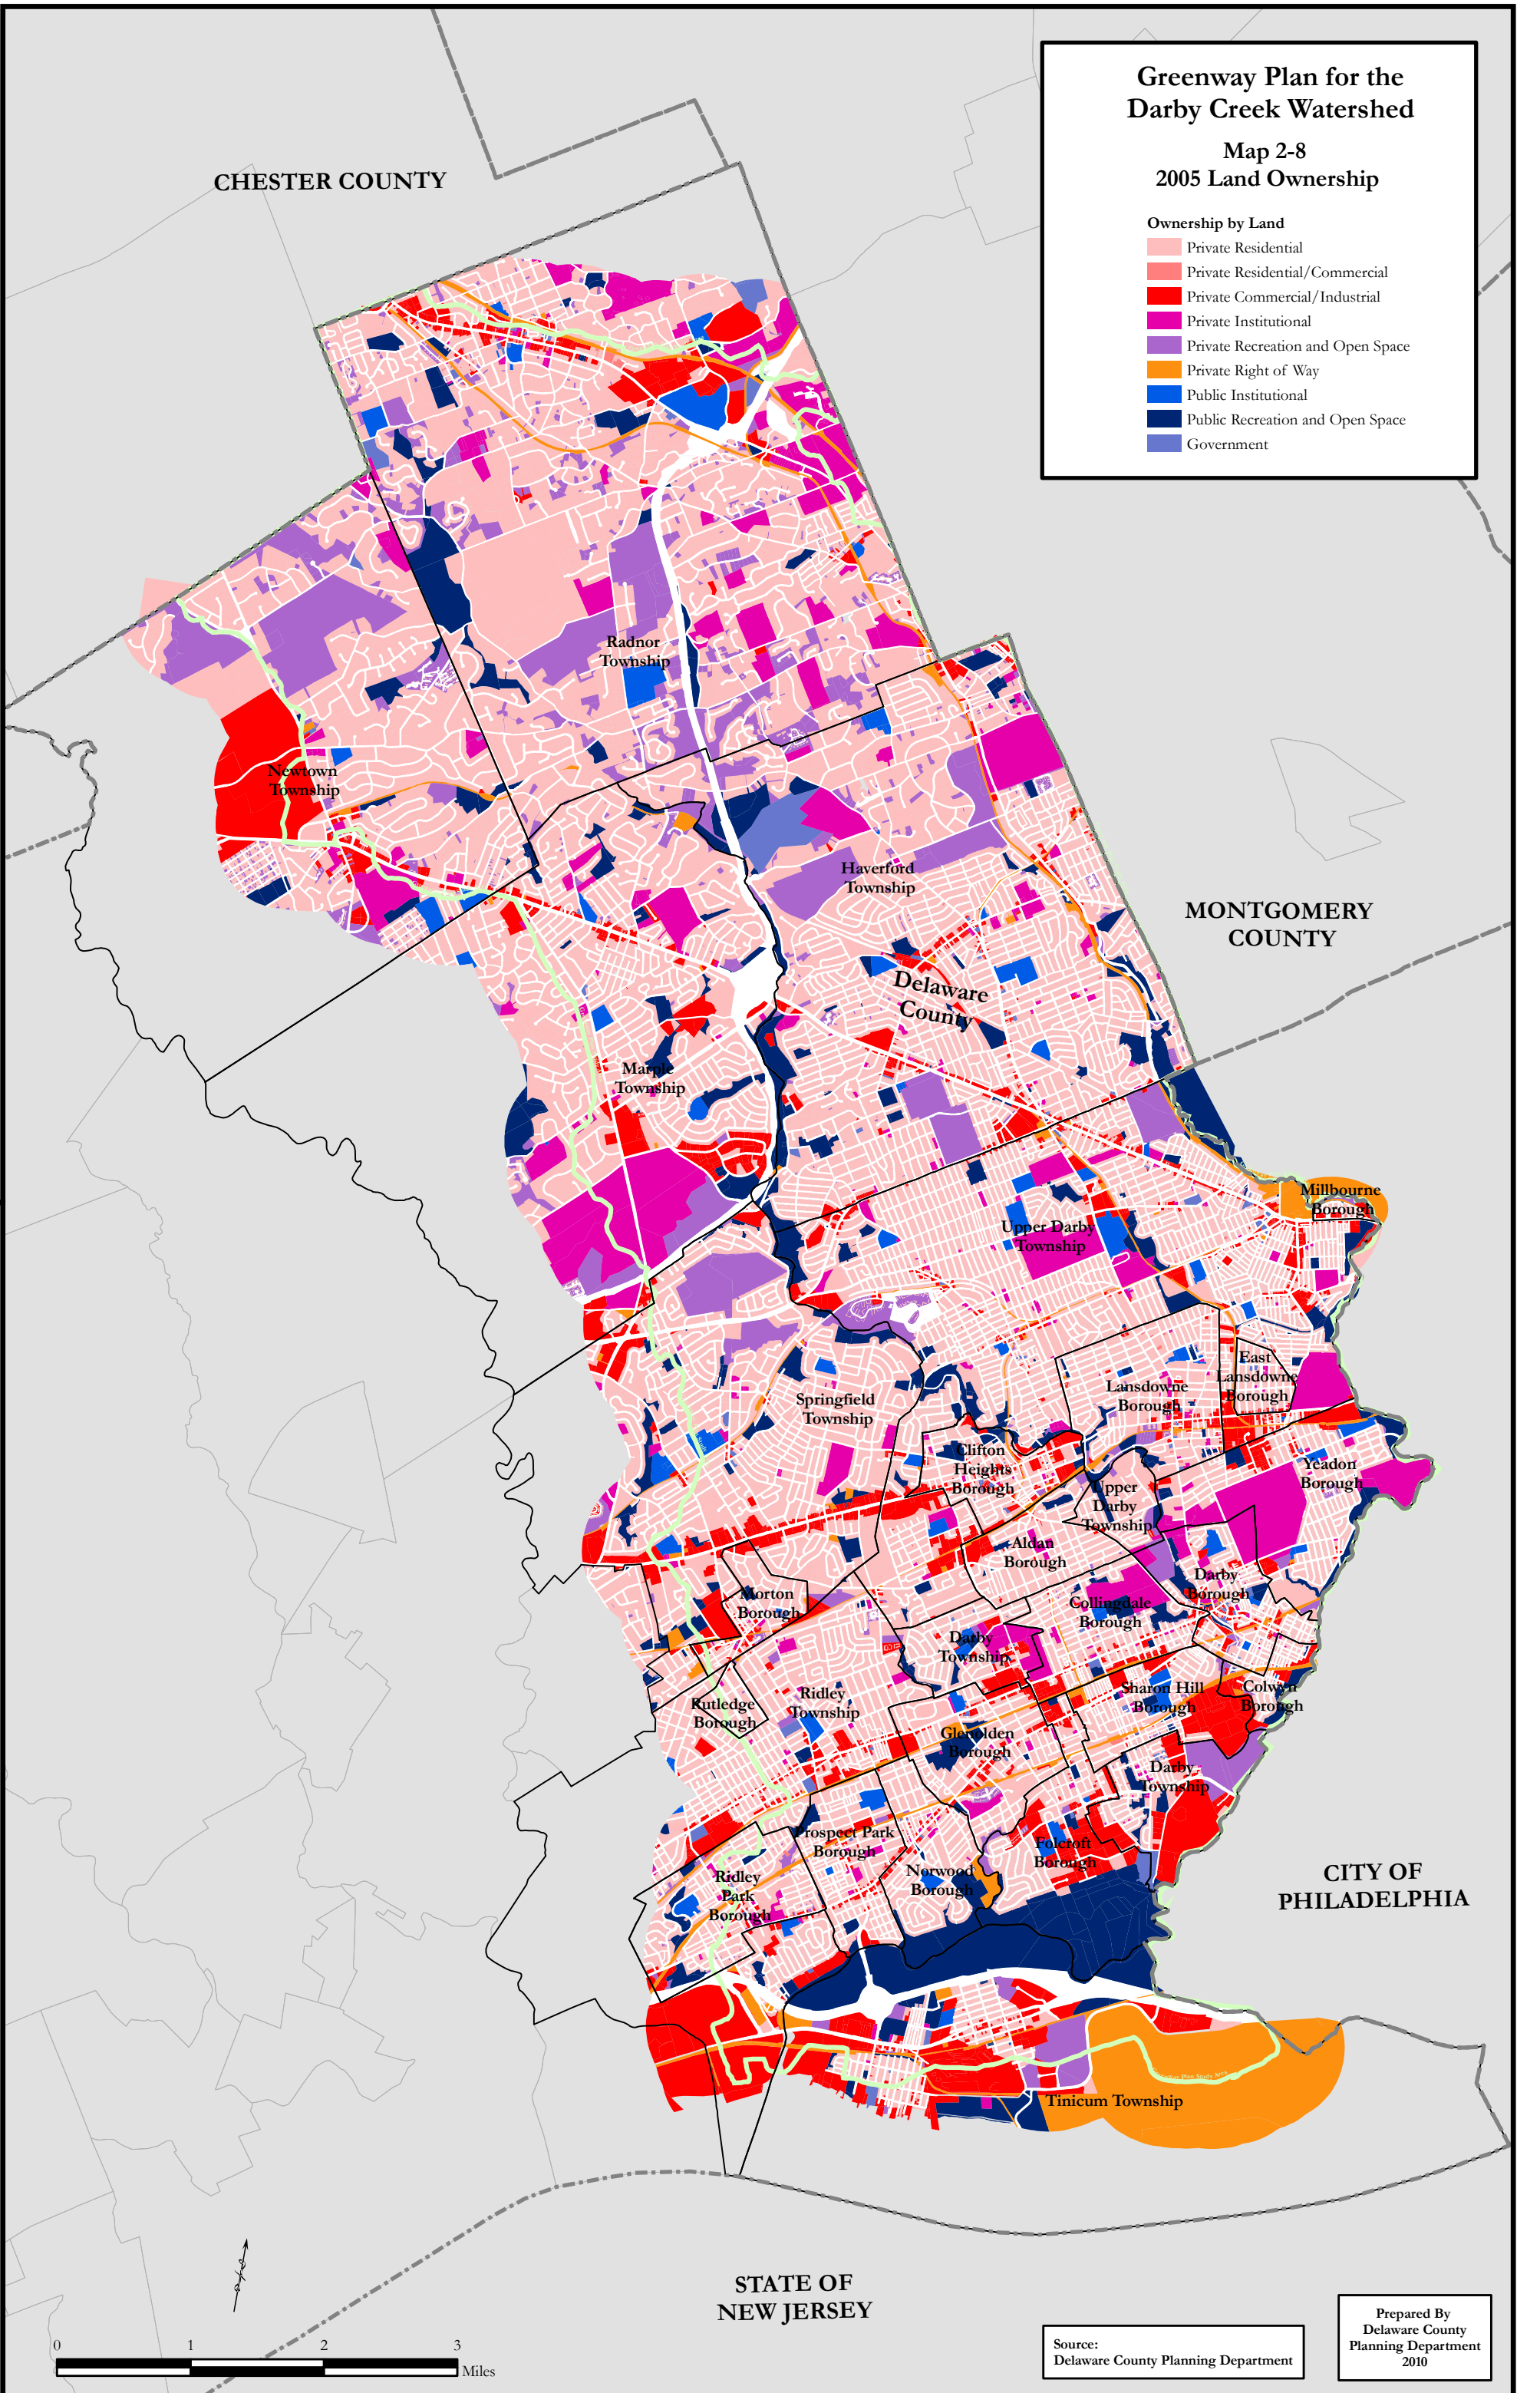 Greenway Plan for the
Darby Creek Watershed
Map 2-8
2005 Land Ownership
Ownership by Land
Private Residential
Private Residential/Commercial
Private Commercial/Industrial
Private Institutional
Private Recreation and Open Space
Private Right of Way
Public Institutional
Public Recreation and Open Space
Government
CHESTER COUNTY
Radnor
Township
Newtown
Township
Haverford
Township
MONTGOMERY
COUNTY
Delaware
County
Marple
Township
Millbourne
Borough
Upper Darby
Township
East
Lansdowne
Borough
Lansdowne
Borough
Springfield
Township
Clifton
Heights
Borough
Yeadon
Borough
Upper
Darby
Township
Aldan
Borough
Darby
Borough
Morton
Borough
Collingdale
Borough
Darby
Township
Sharon Hill
Borough
Colwyn
Borough
Rutledge
Borough
Ridley
Township
Glenolden
Borough
Darby
Township
Prospect Park
Borough
Folcroft
Borough
Norwood
Borough
Ridley
Park
Borough
CITY OF
PHILADELPHIA
Tinicum Township
STATE OF
NEW JERSEY
0 1 2 3
Miles
Source:
Delaware County Planning Department
Prepared By
Delaware County
Planning Department
2010